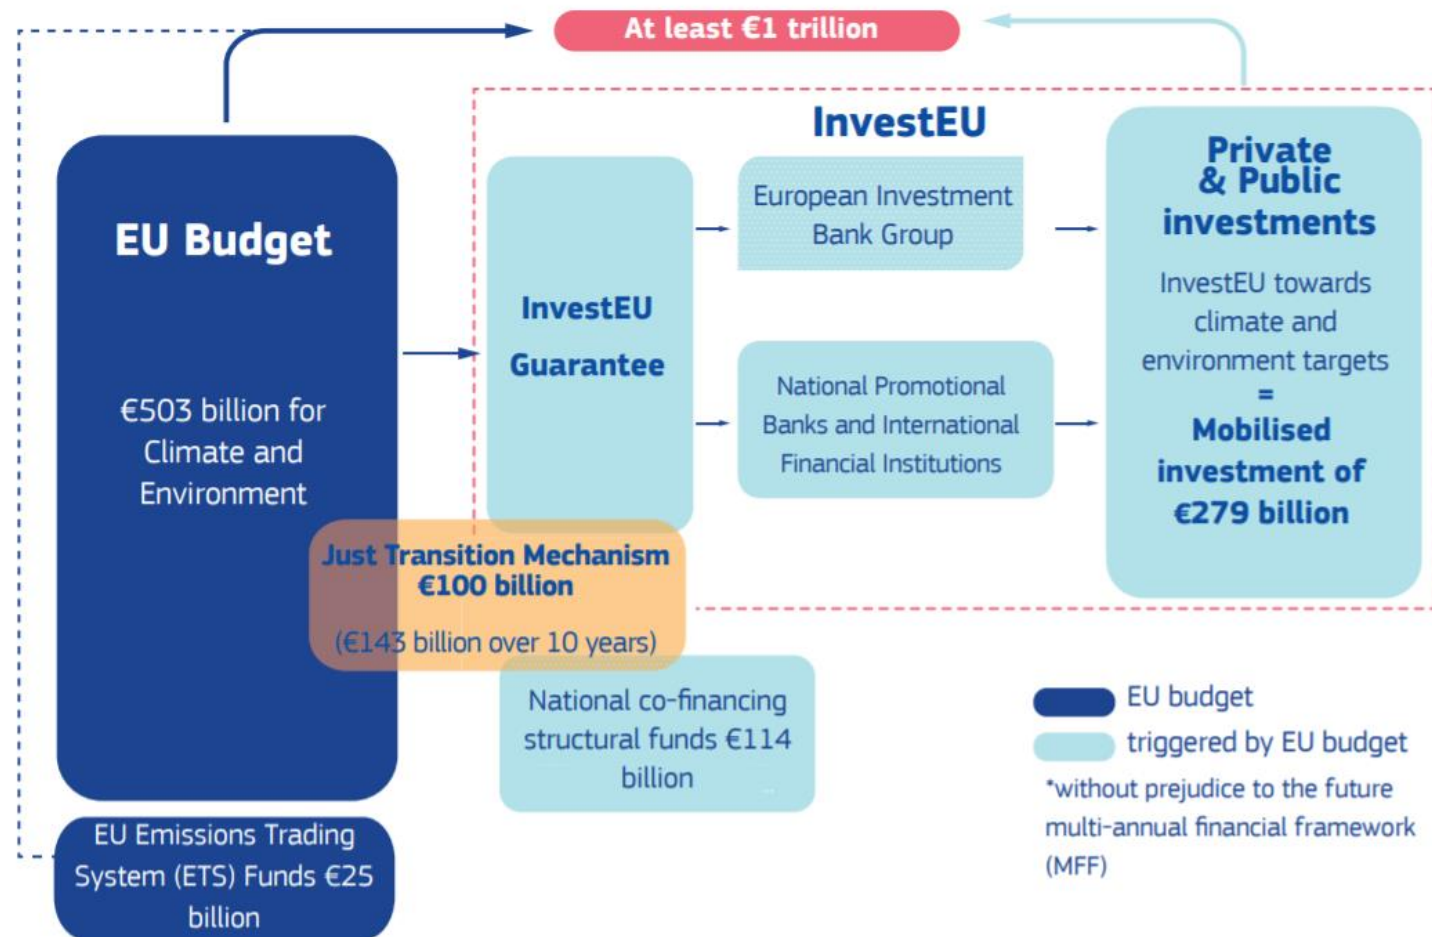 At least €1 trillion
EU Budget
€503 billion for
Climate and
Environment
InvestEU
InvestEU
Guarantee
European Investment
Bank Group
National Promotional
Banks and International
Financial Institutions
Private
& Public
investments
InvestEU towards
climate and
environment targets
=
Mobilised
investment of
€279 billion
Just Transition Mechanism
€100 billion
(€143 billion over 10 years)
National co-financing
structural funds €114
billion
EU Emissions Trading
System (ETS) Funds €25
billion
EU budget
triggered by EU budget
*without prejudice to the future
multi-annual financial framework
(MFF)